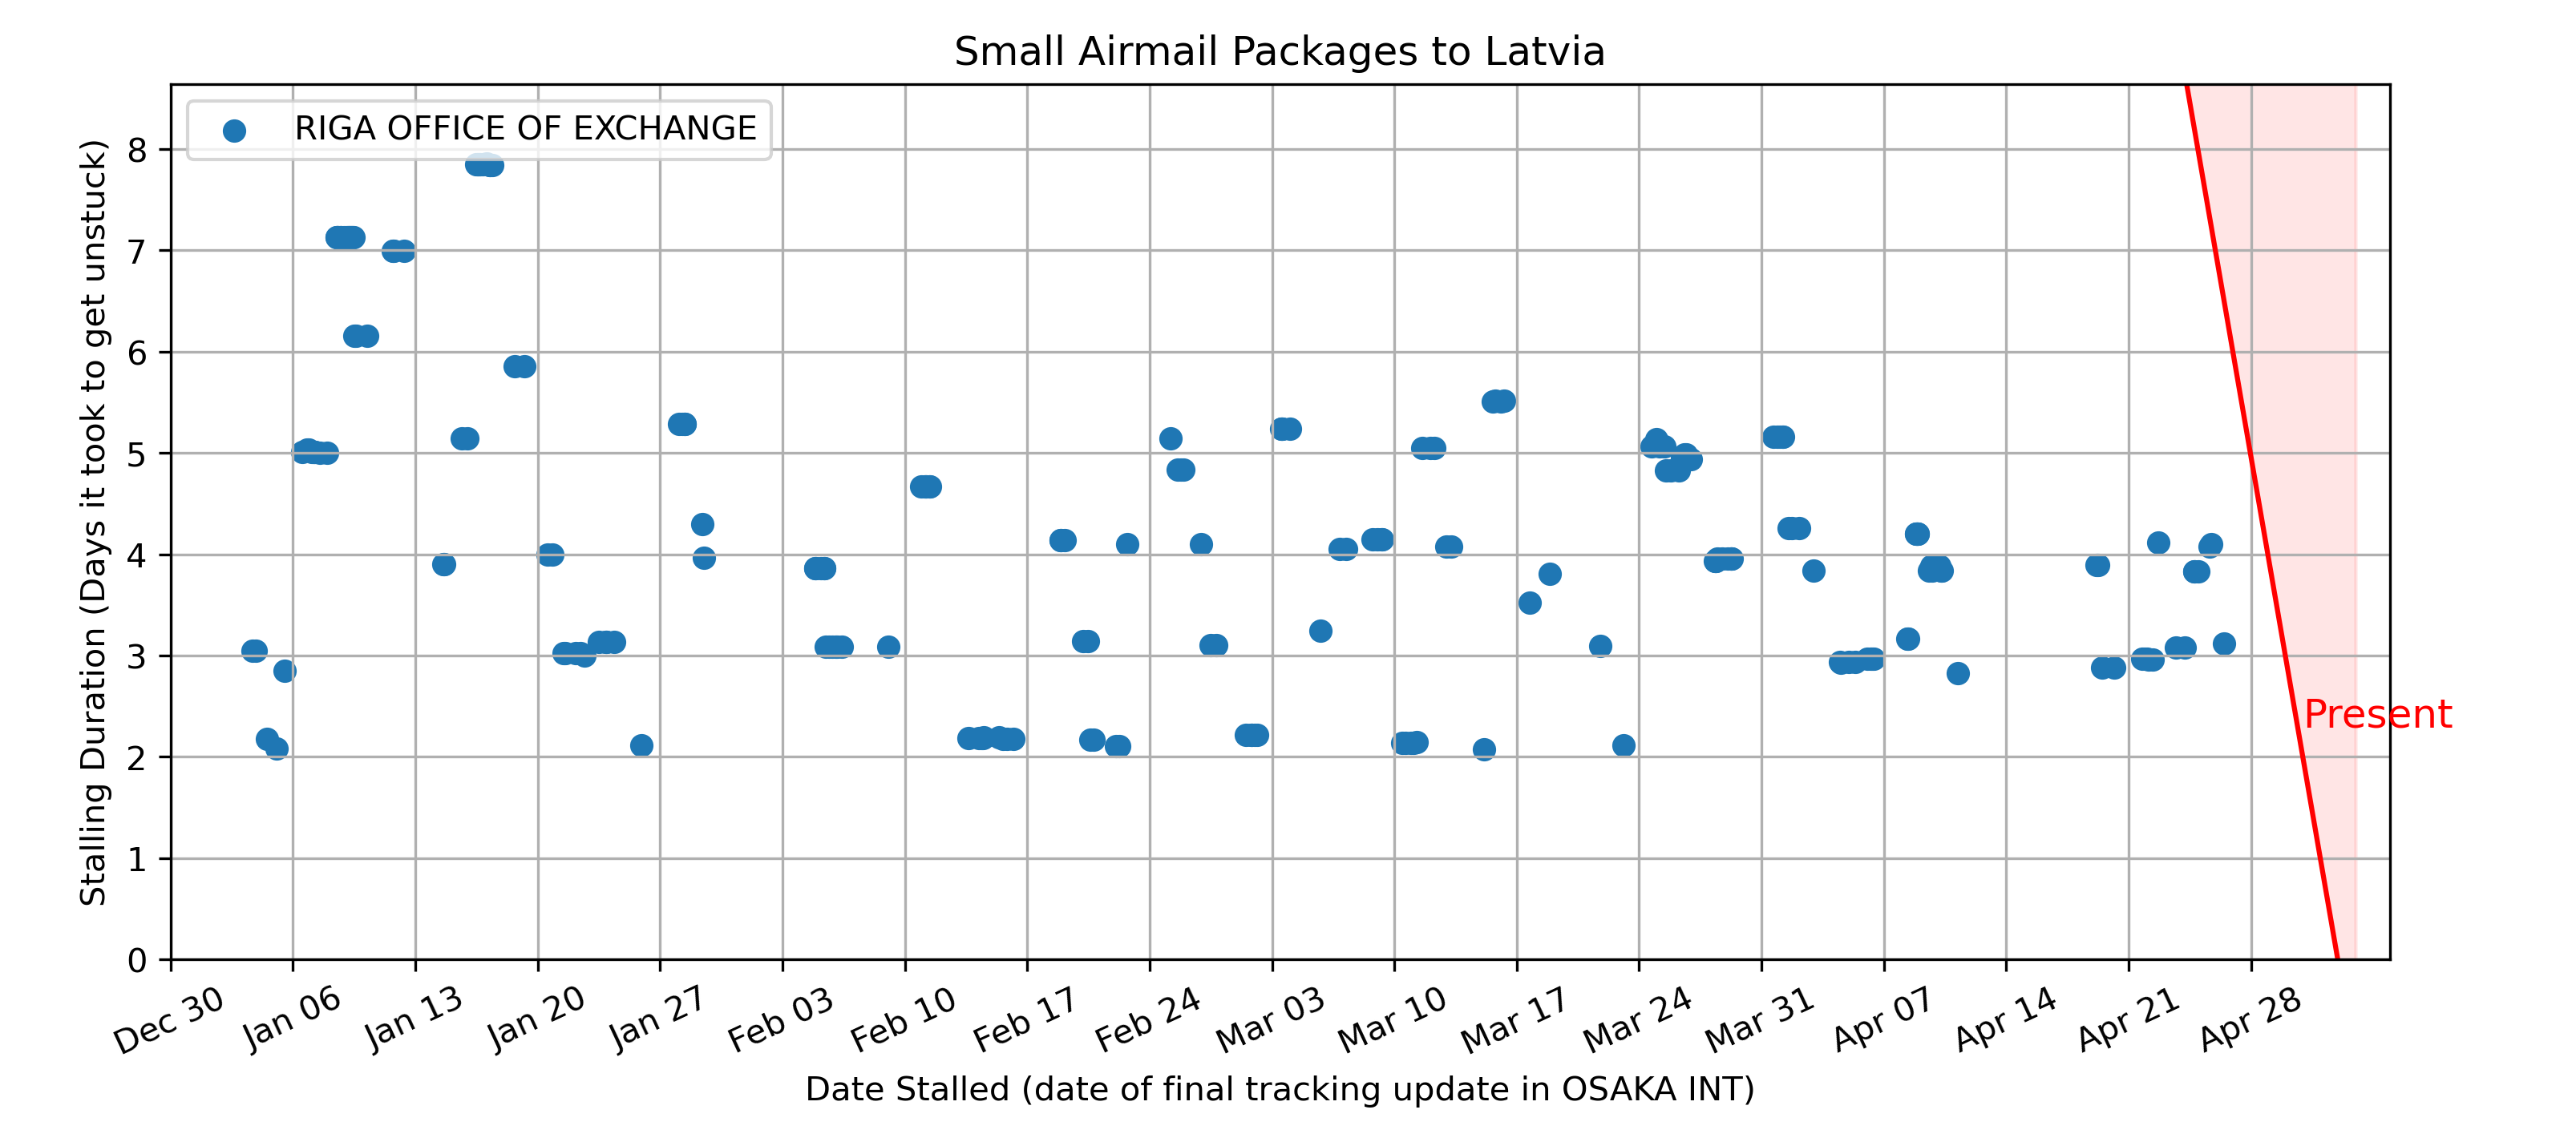 Small Airmail Packages to Latvia
RIGA OFFICE OF EXCHANGE
Stalling Duration (Days it took to get unstuck)
8
7
6
5
4
3
2
1
0
Present
Dec 30
Jan 06
Jan 13
Jan 20
Jan 27
Feb 03
Feb 10
Feb 17
Feb 24
Mar 03
Mar 10
Mar 17
Mar 24
Mar 31
Apr 07
Apr 14
Apr 21
Apr 28
Date Stalled (date of final tracking update in OSAKA INT)